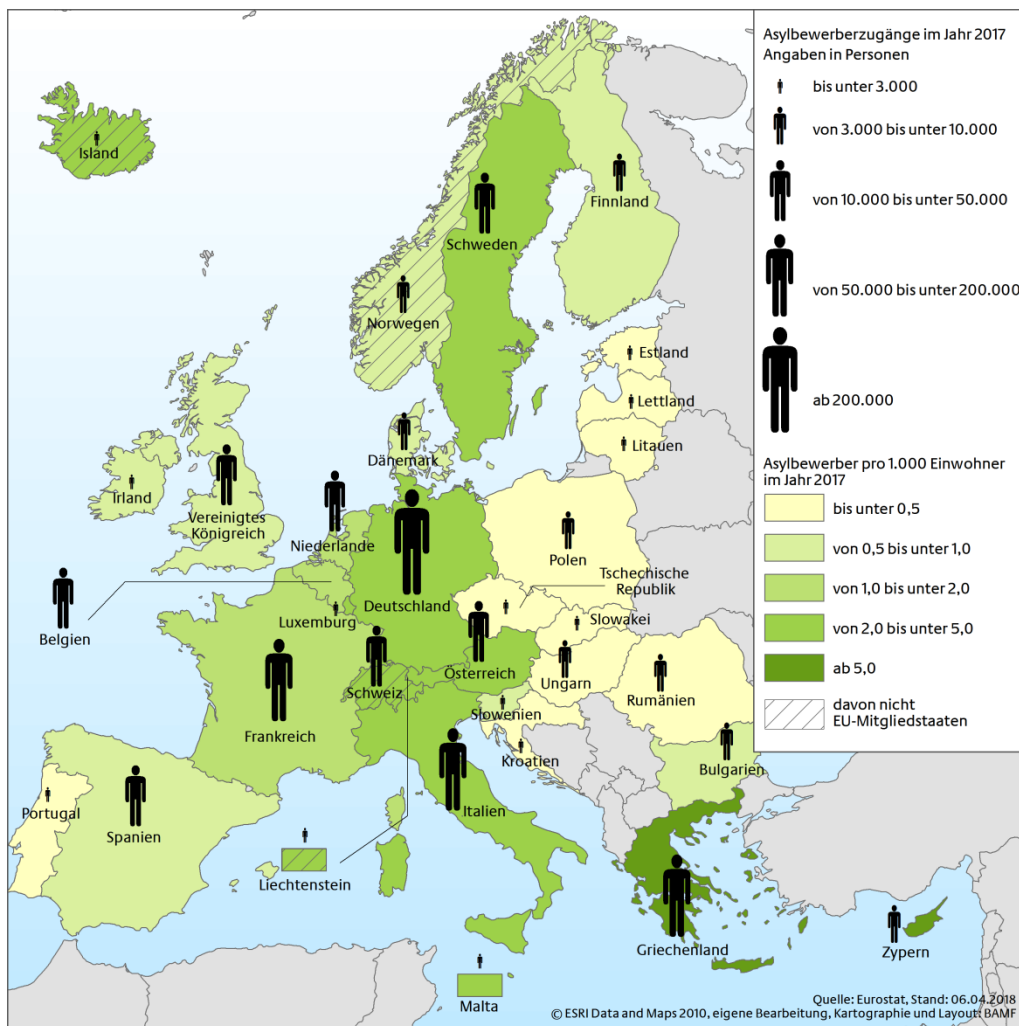 Asylbewerberzugänge im Jahr 2017
Angaben in Personen
bis unter 3.000
von 3.000 bis unter 10.000
von 10.000 bis unter 50.000
von 50.000 bis unter 200.000
ab 200.000
Asylbewerber pro 1.000 Einwohner
im Jahr 2017
bis unter 0,5
von 0,5 bis unter 1,0
von 1,0 bis unter 2,0
von 2,0 bis unter 5,0
ab 5,0
davon nicht
EU-Mitgliedstaaten
Island
Finnland
Schweden
Norwegen
Estland
Lettland
Litauen
Dänemark
Irland
Vereinigtes
Königreich
Niederlande
Polen
Tschechische
Republik
Belgien
Deutschland
Luxemburg
Slowakei
Österreich
Ungarn
Schweiz
Rumänien
Slowenien
Frankreich
Kroatien
Bulgarien
Portugal
Italien
Spanien
Liechtenstein
Griechenland
Zypern
Malta
Quelle: Eurostat, Stand: 06.04.2018
© ESRI Data and Maps 2010, eigene Bearbeitung, Kartographie und Layout: BAMF